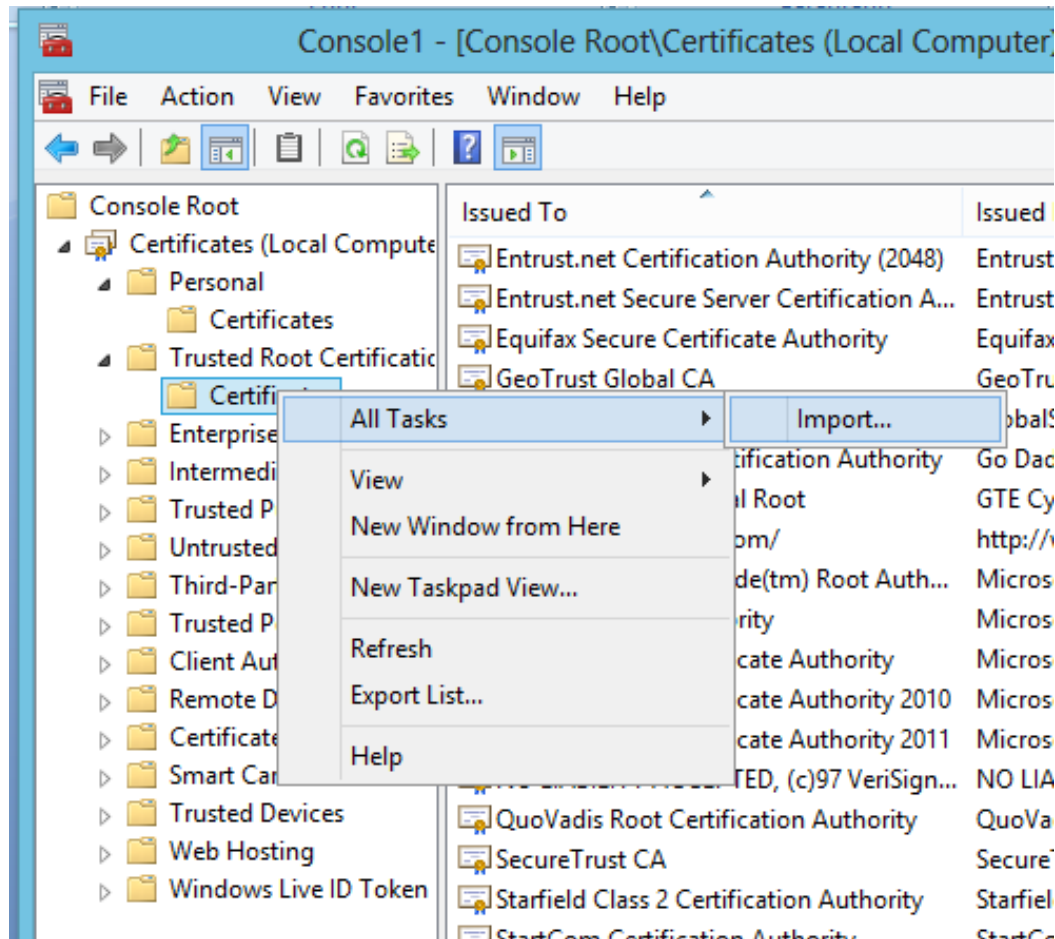 Console1 - [Console Root\Certificates (Local Computer)
File Action View Favorites Window Help
Console Root
Certificates (Local Compute
Personal
Certificates
Trusted Root Certificatic
Certific
Enterprise
Intermedi
Trusted P
Untrusted
Third-Par
Trusted P
Client Aut
Remote D
Certificate
Smart Car
Trusted Devices
Web Hosting
Windows Live ID Token
Issued To Issued
Entrust.net Certification Authority (2048) Entrust
Entrust.net Secure Server Certification A... Entrust
Equifax Secure Certificate Authority Equifax
GeoTrust Global CA GeoTru
obalS
tification Authority Go Dad
al Root GTE Cy
om/ http://v
de(tm) Root Auth... Micros
rity Micros
cate Authority Micros
cate Authority 2010 Micros
cate Authority 2011 Micros
TED, (c)97 VeriSign... NO LIA
QuoVadis Root Certification Authority QuoVa
SecureTrust CA Secure
Starfield Class 2 Certification Authority Starfiel
StartCom Certification Authority StartCo
All Tasks
Import...
View
New Window from Here
New Taskpad View...
Refresh
Export List...
Help